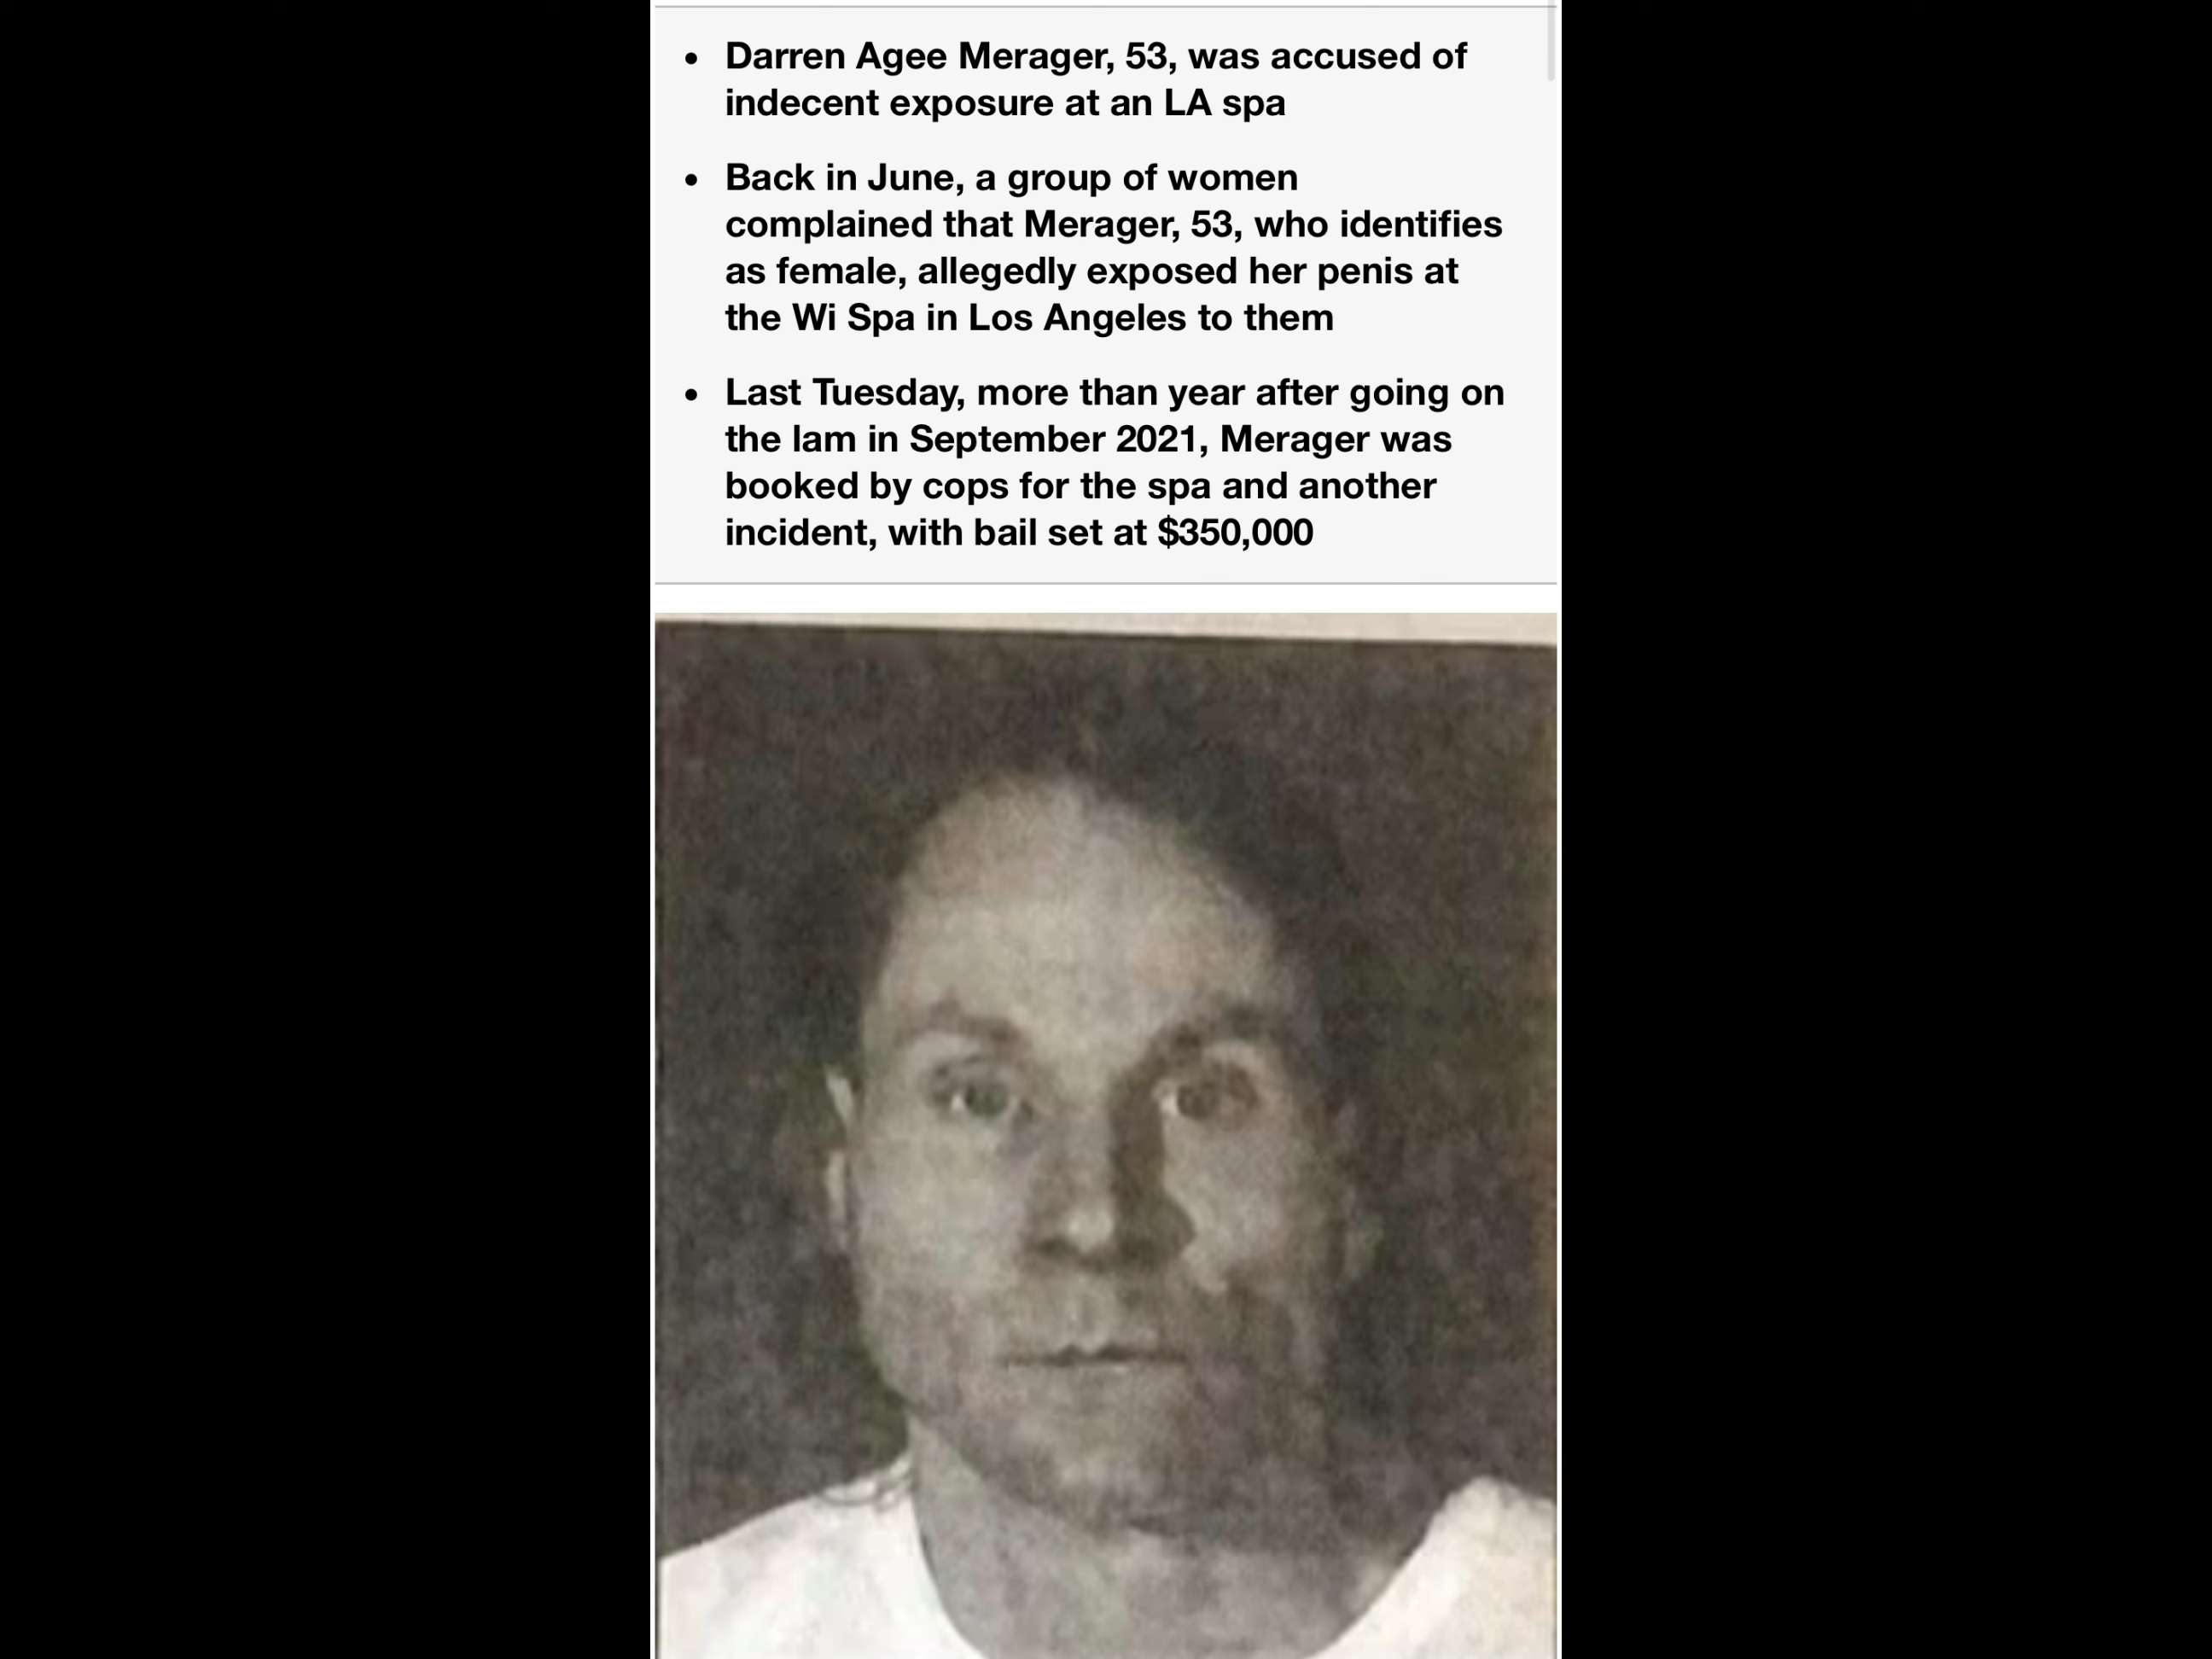 Darren Agee Merager, 53, was accused of
indecent exposure at an LA spa
Back in June, a group of women
complained that Merager, 53, who identifies
as female, allegedly exposed her penis at
the Wi Spa in Los Angeles to them
Last Tuesday, more than year after going on
the lam in September 2021, Merager was
booked by cops for the spa and another
incident, with bail set at $350,000